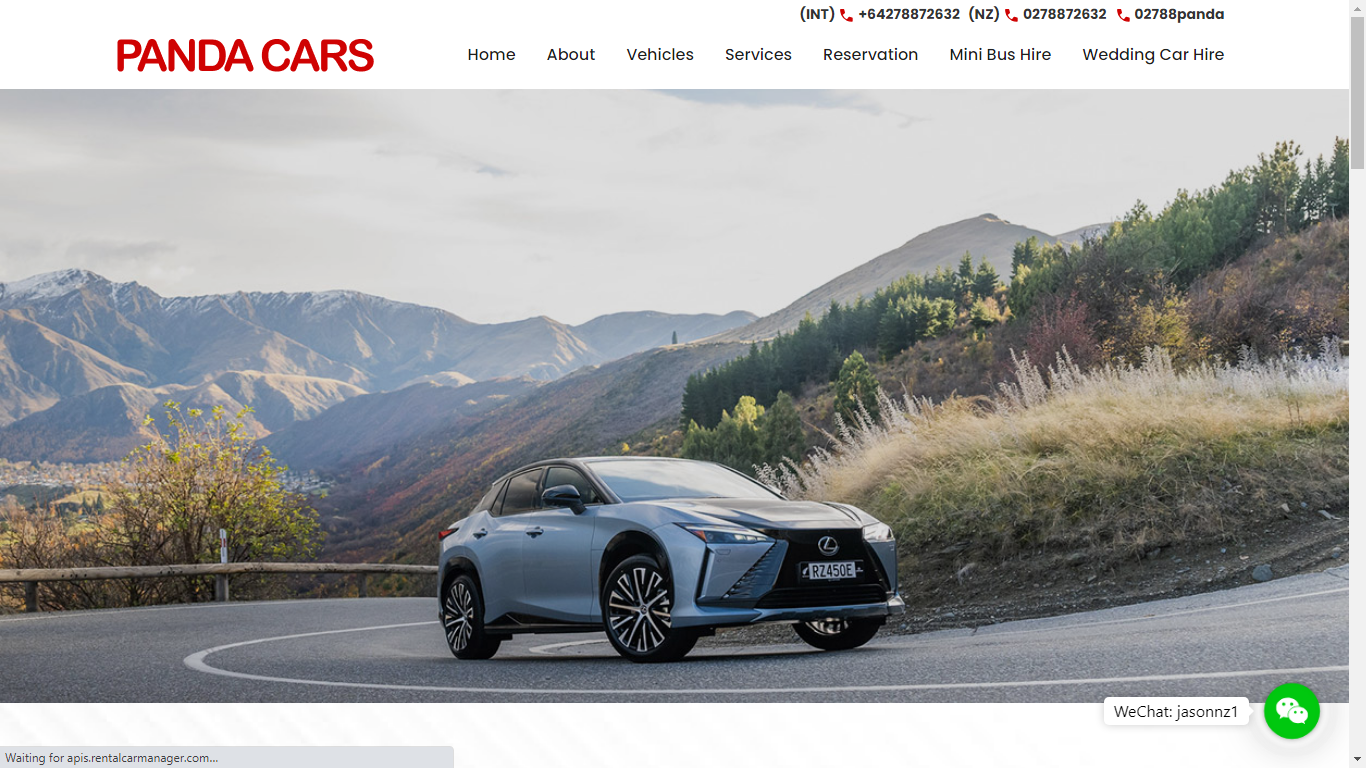 (INT) +64278872632 (NZ) 0278872632 02788panda
PANDA CARS
Home About Vehicles Services Reservation Mini Bus Hire Wedding Car Hire
RZ450E
WeChat: jasonnz1
Waiting for apis.rentalcarmanager.com...